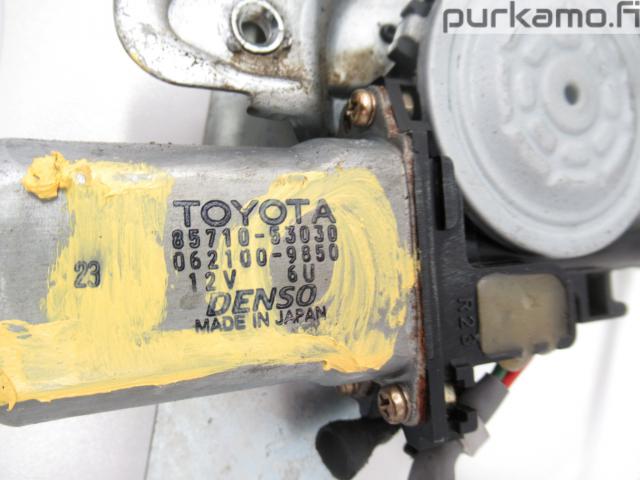 purkamo.fi
TOYOTA
85710-53030
062100-9850
23
12V 6U
DENSO
MADE IN JAPAN
R23